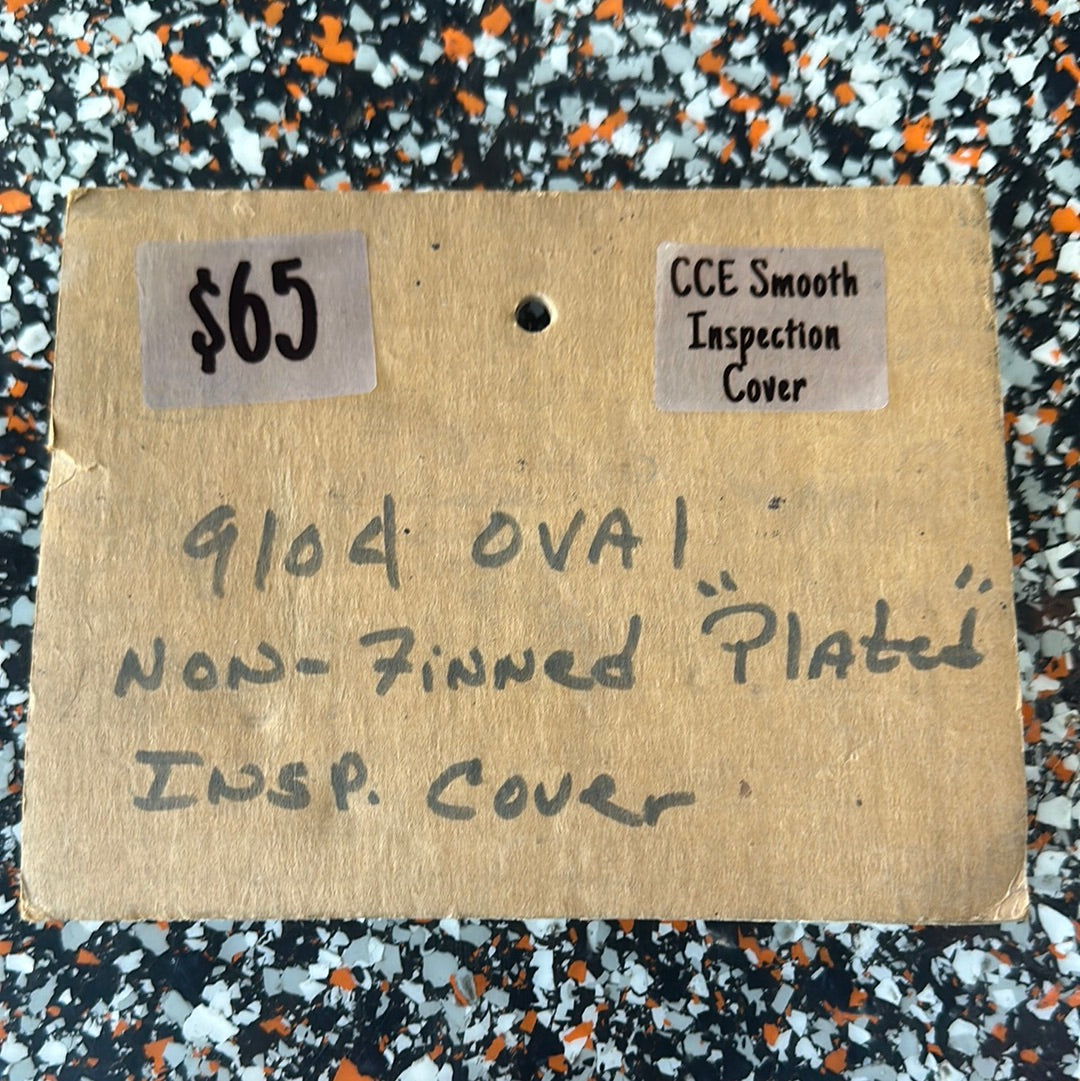 $65
CCE Smooth
Inspection
Cover
9104 OVAl
NON-FiNNed "PlAted"
INSP. Cover